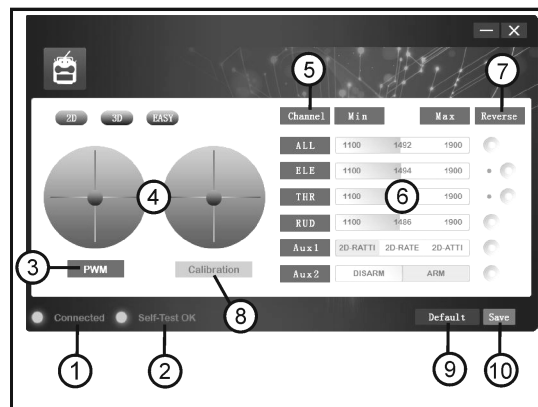 5
7
Channel Min Max Reverse
2D 3D EASY
ALL 1100 1492 1900
ELE 1100 1494 1900
4
6
THR 1100 1900
RUD 1100 1486 1900
Aux1 2D-RATTI 2D-RATE 2D-ATTI
3 PWM Calibration
Aux2 DISARM ARM
8
Connected Self-Test OK Default Save
1 2 9 10